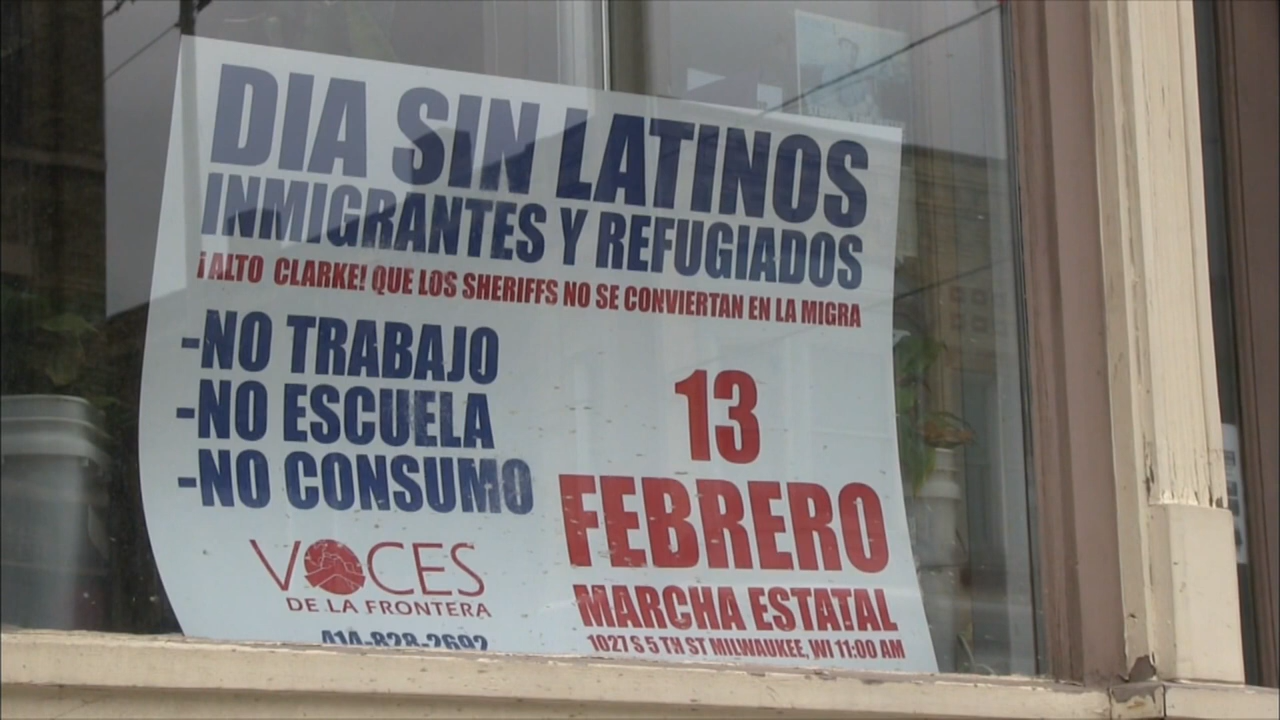 DIA SIN LATINOS
INMIGRANTES Y REFUGIADOS
¡ALTO CLARKE! QUE LOS SHERIFFS NO SE CONVIERTAN EN LA MIGRA
-NO TRABAJO
-NO ESCUELA
-NO CONSUMO
13
FEBRERO
MARCHA ESTATAL
1027 S 5 TH ST MILWAUKEE, WI 11:00 AM
VOCES
DE LA FRONTERA
414-828-2692